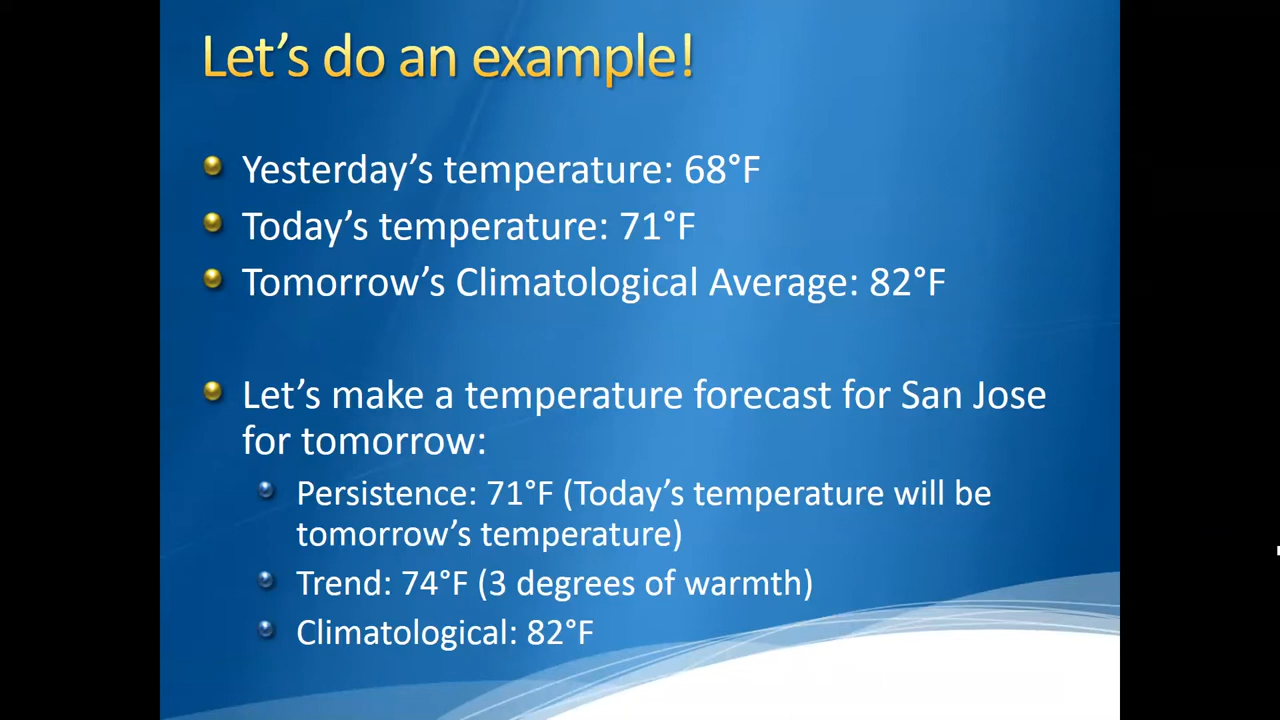 Let’s do an example!
Yesterday’s temperature: 68°F
Today’s temperature: 71°F
Tomorrow’s Climatological Average: 82°F
Let’s make a temperature forecast for San Jose
for tomorrow:
Persistence: 71°F (Today’s temperature will be
tomorrow’s temperature)
Trend: 74°F (3 degrees of warmth)
Climatological: 82°F